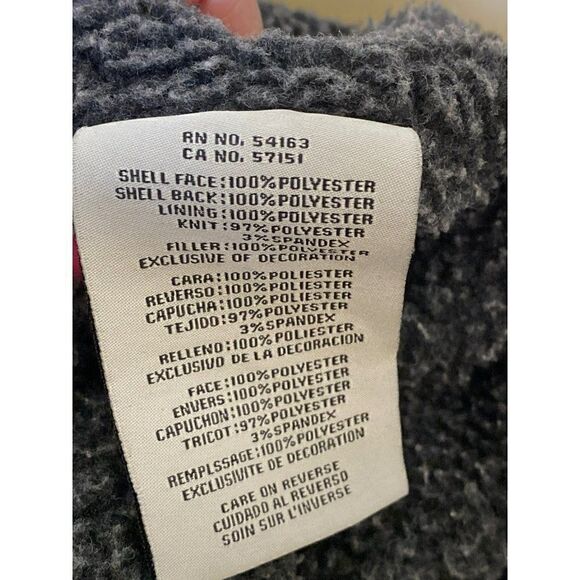 RN NO. 54163
CA NO. 57151
SHELL FACE:100%POLYESTER
SHELL BACK:100%POLYESTER
LINING:100%POLYESTER
KNIT:97%POLYESTER
3%SPANDEX
FILLER:100%POLYESTER
EXCLUSIVE OF DECORATION
CARA:100%POLIESTER
REVERSO:100%POLIESTER
CAPUCHA:100%POLIESTER
TEJIDO:97%POLYESTER
3%SPANDEX
RELLENO:100%POLIESTER
EXCLUSIVO DE LA DECORACION
FACE:100%POLYESTER
ENVERS:100%POLYESTER
CAPUCHON:100%POLYESTER
TRICOT:97%POLYESTER
3%SPANDEX
REMPLSSAGE:100%POLYESTER
EXCLUSIVITE DE DECORATION
CARE ON REVERSE
CUIDADO AL REVERSO
SOIN SUR L'INVERSE